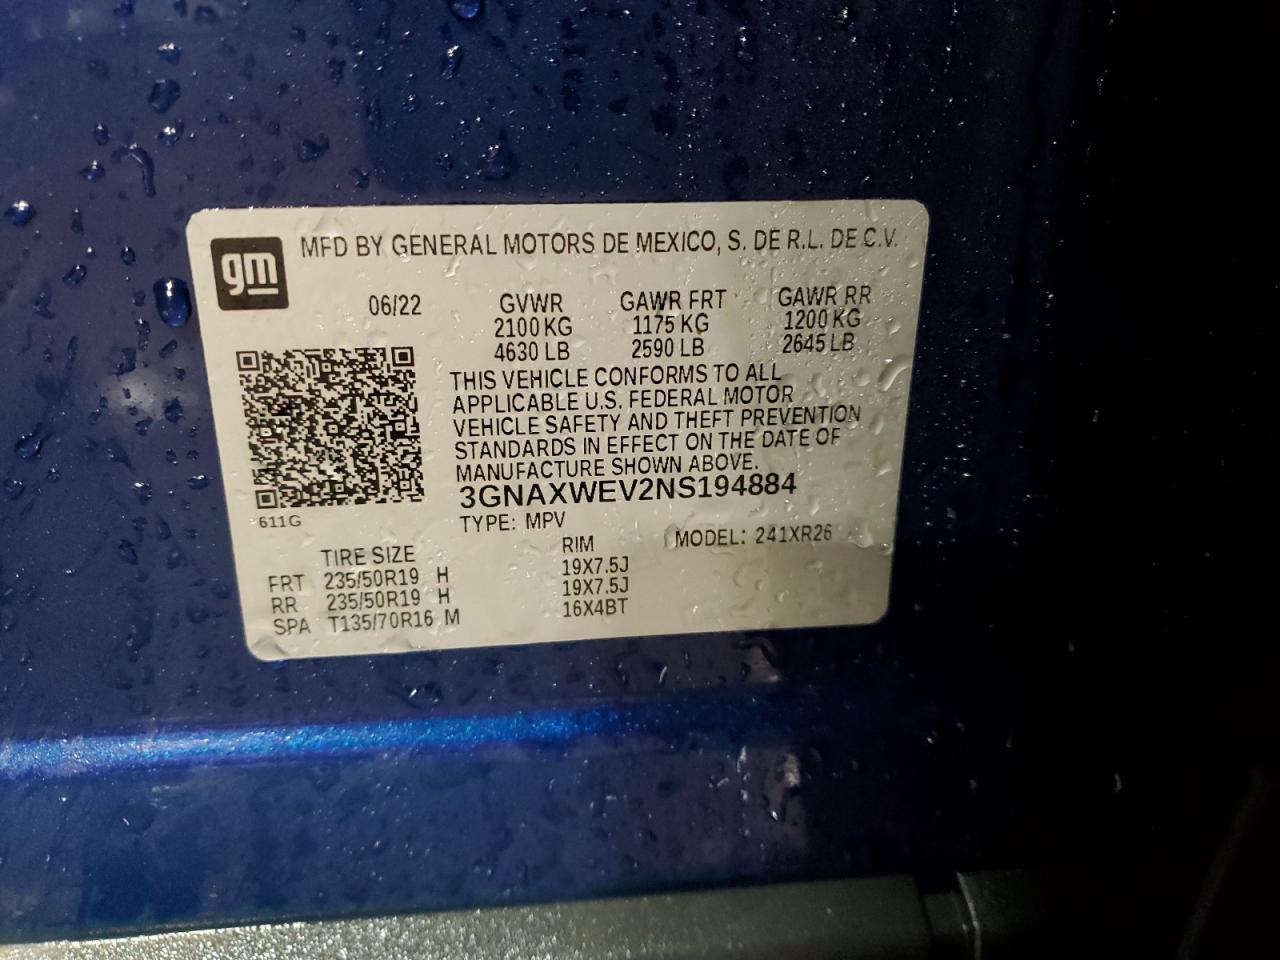 gm
MFD BY GENERAL MOTORS DE MEXICO, S. DE R.L. DE C.V.
06/22 GVWR GAWR FRT GAWR RR
2100 KG 1175 KG 1200 KG
4630 LB 2590 LB 2645 LB
THIS VEHICLE CONFORMS TO ALL
APPLICABLE U.S. FEDERAL MOTOR
VEHICLE SAFETY AND THEFT PREVENTION
STANDARDS IN EFFECT ON THE DATE OF
MANUFACTURE SHOWN ABOVE.
3GNAXWEV2NS194884
611G
TYPE: MPV MODEL: 241XR26
TIRE SIZE RIM
FRT 235/50R19 H 19X7.5J
RR 235/50R19 H 19X7.5J
SPA T135/70R16 M 16X4BT